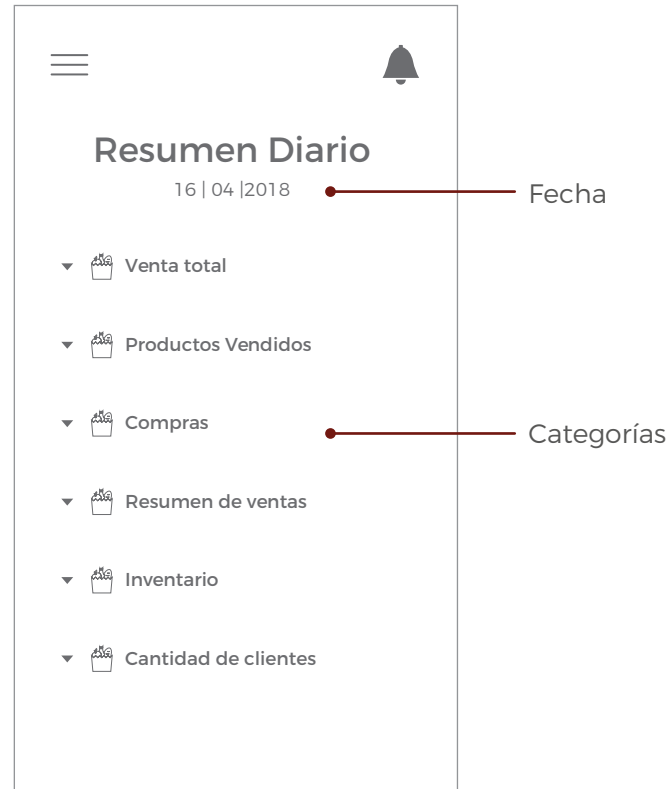 Resumen Diario
16 | 04 |2018
Fecha
Venta total
Productos Vendidos
Compras
Categorías
Resumen de ventas
Inventario
Cantidad de clientes